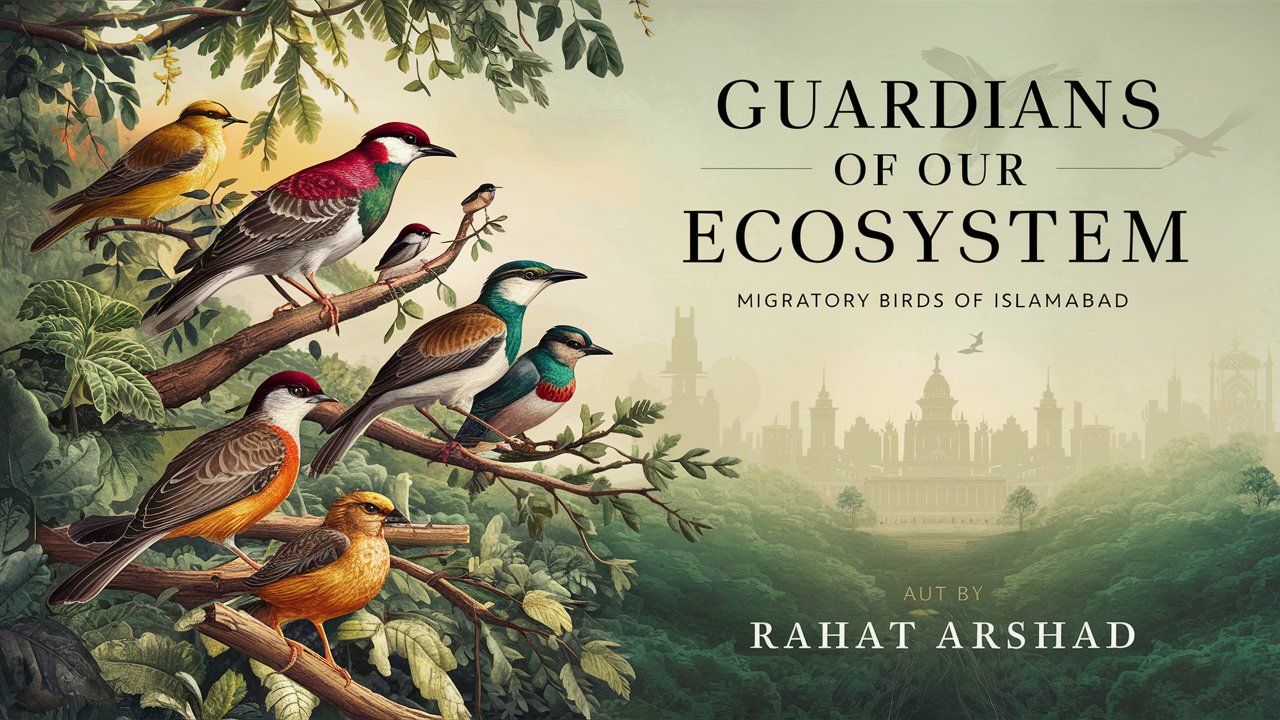 GUARDIANS
OF OUR
ECOSYSTEM
MIGRATORY BIRDS OF ISLAMABAD
AUT BY
RAHAT ARSHAD